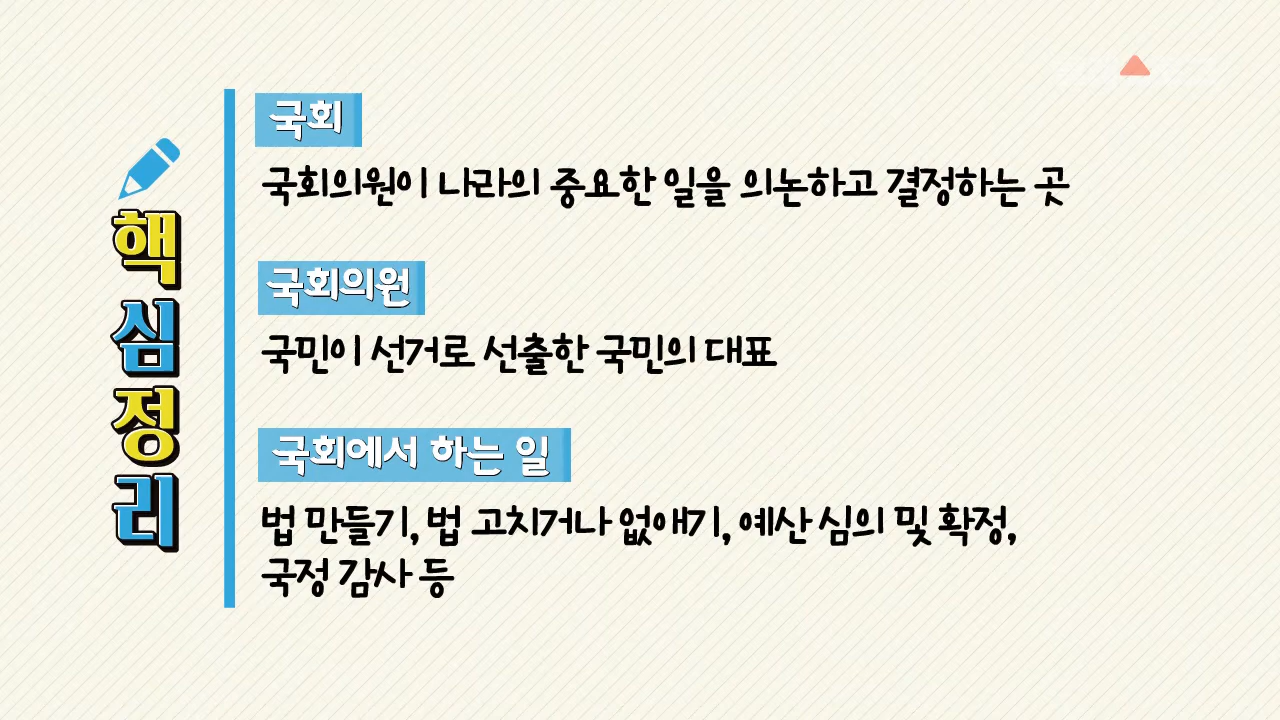 핵심정리
국회
국회의원이 나라의 중요한 일을 의논하고 결정하는 곳
국회의원
국민이 선거로 선출한 국민의 대표
국회에서 하는 일
법 만들기, 법 고치거나 없애기, 예산 심의 및 확정,
국정 감사 등